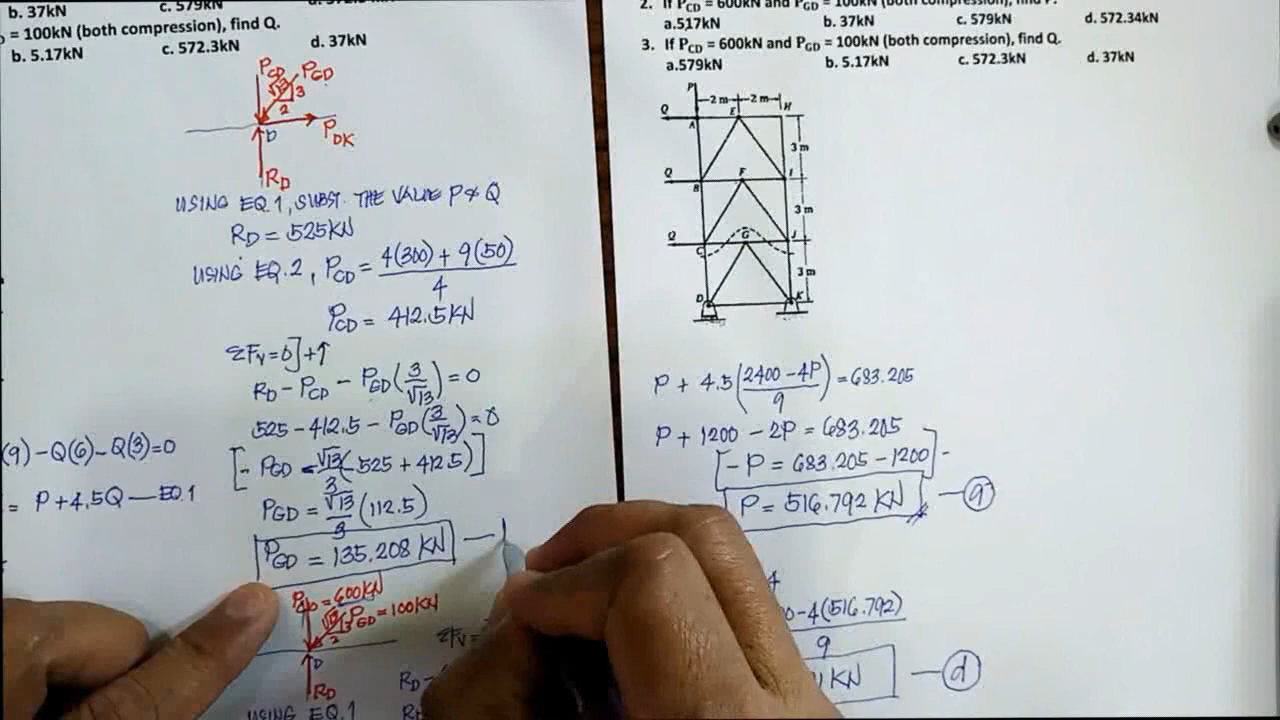 b. 37kN c. 579kN
= 100kN (both compression), find Q.
b. 5.17kN c. 572.3kN d. 37kN
P_CD P_GD
√13 3
2
D P_DK
R_D
USING EQ.1, SUBST. THE VALUE P & Q
R_D = 525KN
USING EQ.2, P_CD = 4(300) + 9(50)
4
P_CD = 412.5KN
ΣF_V = 0]+↑
R_D - P_CD - P_GD(3/√13) = 0
525 - 412.5 - P_GD(3/√13) = 0
[- P_GD = √13/3(-525 + 412.5)]
P_GD = √13/3 (112.5)
P_GD = 135.208 KN —
(9) - Q(6) - Q(3) = 0
= P + 4.5Q — EQ.1
= 600KN
P_GD = 100KN
2
D
R_D
ΣF_V =
R_D -
USING EQ.1
2. If P_CD = 600kN and P_GD = 100kN (both compression), find P.
a.517kN b. 37kN c. 579kN d. 572.34kN
3. If P_CD = 600kN and P_GD = 100kN (both compression), find Q.
a.579kN b. 5.17kN c. 572.3kN d. 37kN
P 2 m 2 m
Q A E H
3 m
Q B F I
3 m
Q C G J
3 m
D K
P + 4.5(2400 - 4P/9) = 683.205
P + 1200 - 2P = 683.205
[- P = 683.205 - 1200] -
P = 516.792 KN — a
- 4(516.792)
9
KN — d